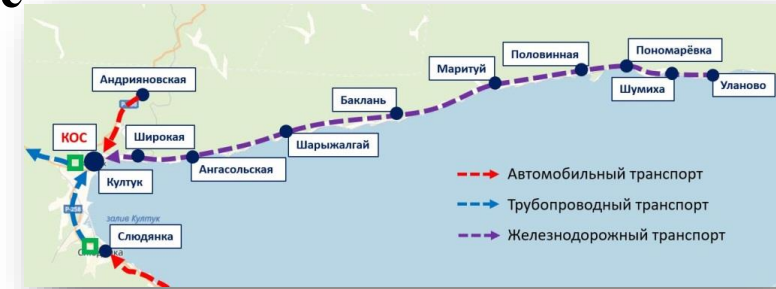 с
Андрияновская
КОС
Широкая
Култук
Ангасольская
Шарыжалгай
Баклань
Маритуй
Половинная
Пономарёвка
Шумиха
Уланово
залив Култук
Слюдянка
Автомобильный транспорт
Трубопроводный транспорт
Железнодорожный транспорт